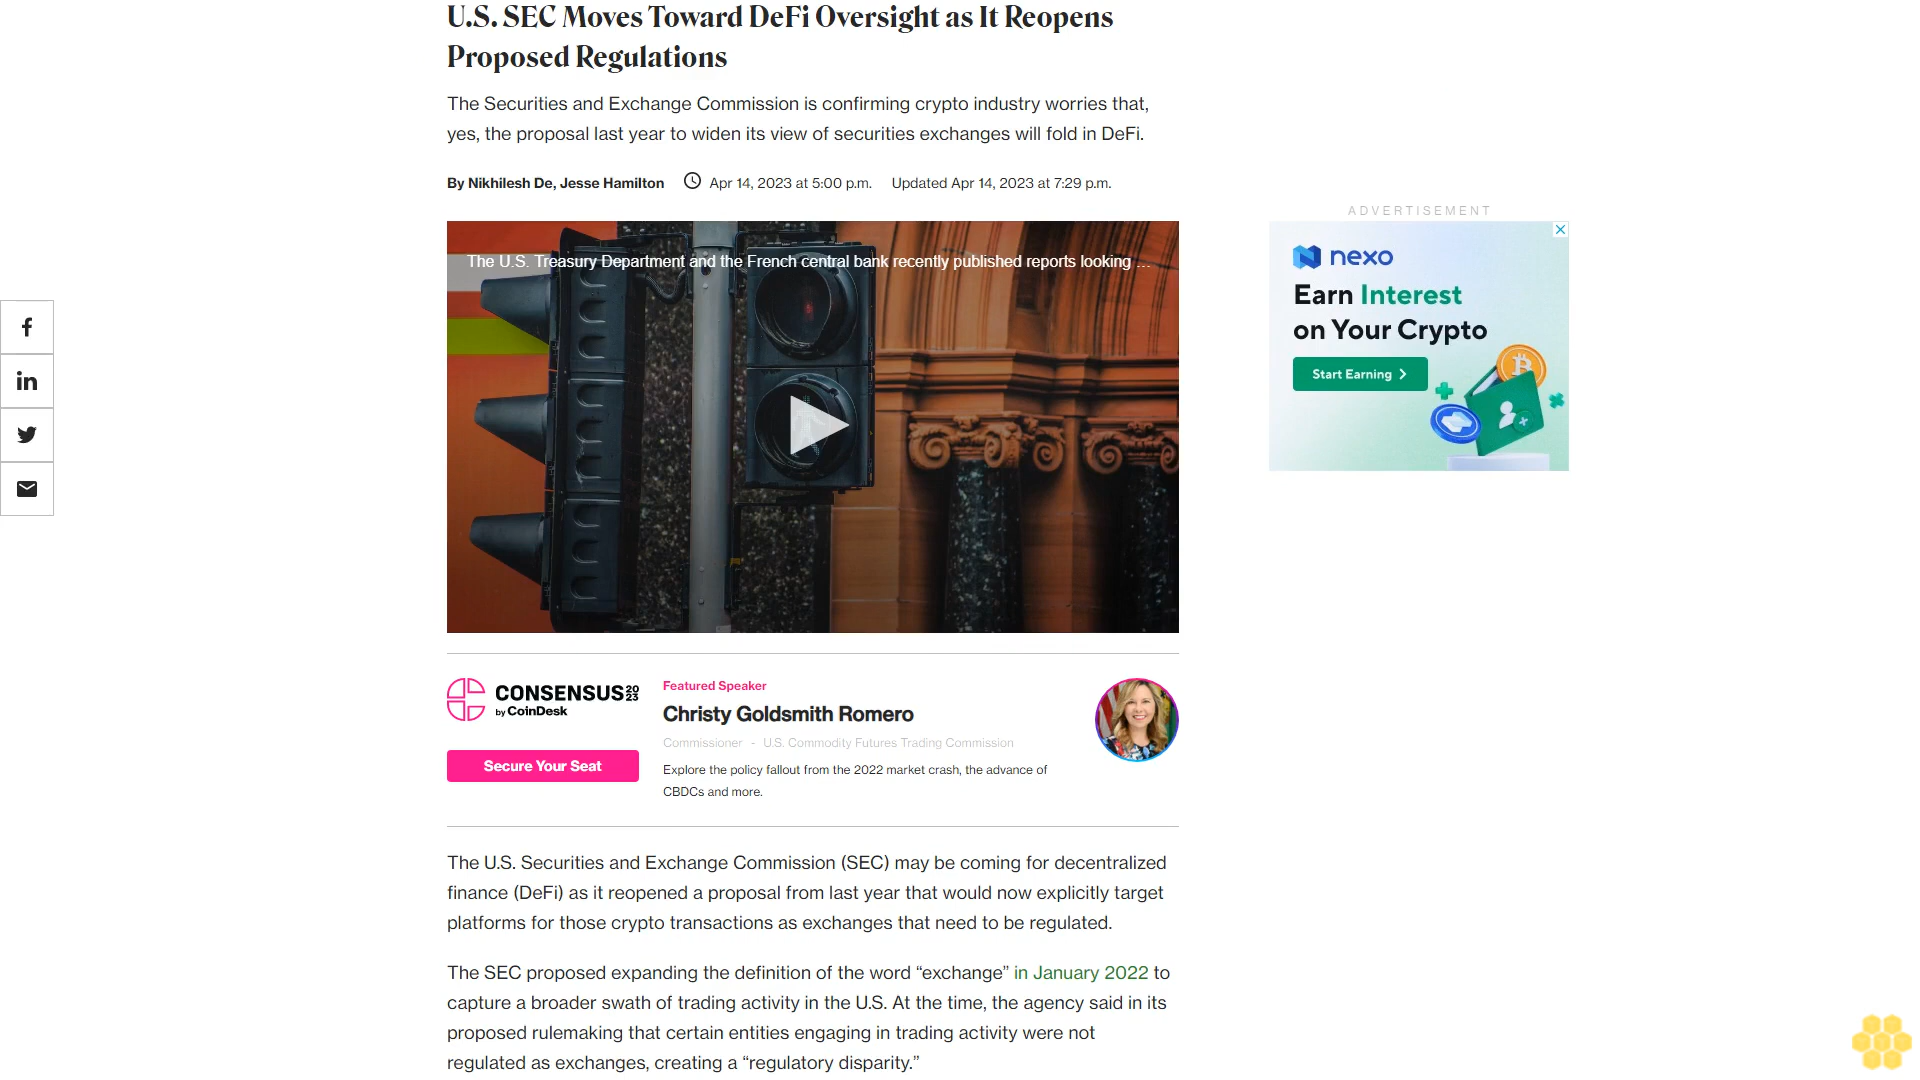 U.S. SEC Moves Toward DeFi Oversight as It Reopens
Proposed Regulations
The Securities and Exchange Commission is confirming crypto industry worries that,
yes, the proposal last year to widen its view of securities exchanges will fold in DeFi.
By Nikhilesh De, Jesse Hamilton Apr 14, 2023 at 5:00 p.m. Updated Apr 14, 2023 at 7:29 p.m.
The U.S. Treasury Department and the French central bank recently published reports looking ...
ADVERTISEMENT
nexo
Earn Interest
on Your Crypto
Start Earning
CONSENSUS 2023
by CoinDesk
Secure Your Seat
Featured Speaker
Christy Goldsmith Romero
Commissioner - U.S. Commodity Futures Trading Commission
Explore the policy fallout from the 2022 market crash, the advance of
CBDCs and more.
The U.S. Securities and Exchange Commission (SEC) may be coming for decentralized
finance (DeFi) as it reopened a proposal from last year that would now explicitly target
platforms for those crypto transactions as exchanges that need to be regulated.
The SEC proposed expanding the definition of the word “exchange” in January 2022 to
capture a broader swath of trading activity in the U.S. At the time, the agency said in its
proposed rulemaking that certain entities engaging in trading activity were not
regulated as exchanges, creating a “regulatory disparity.”